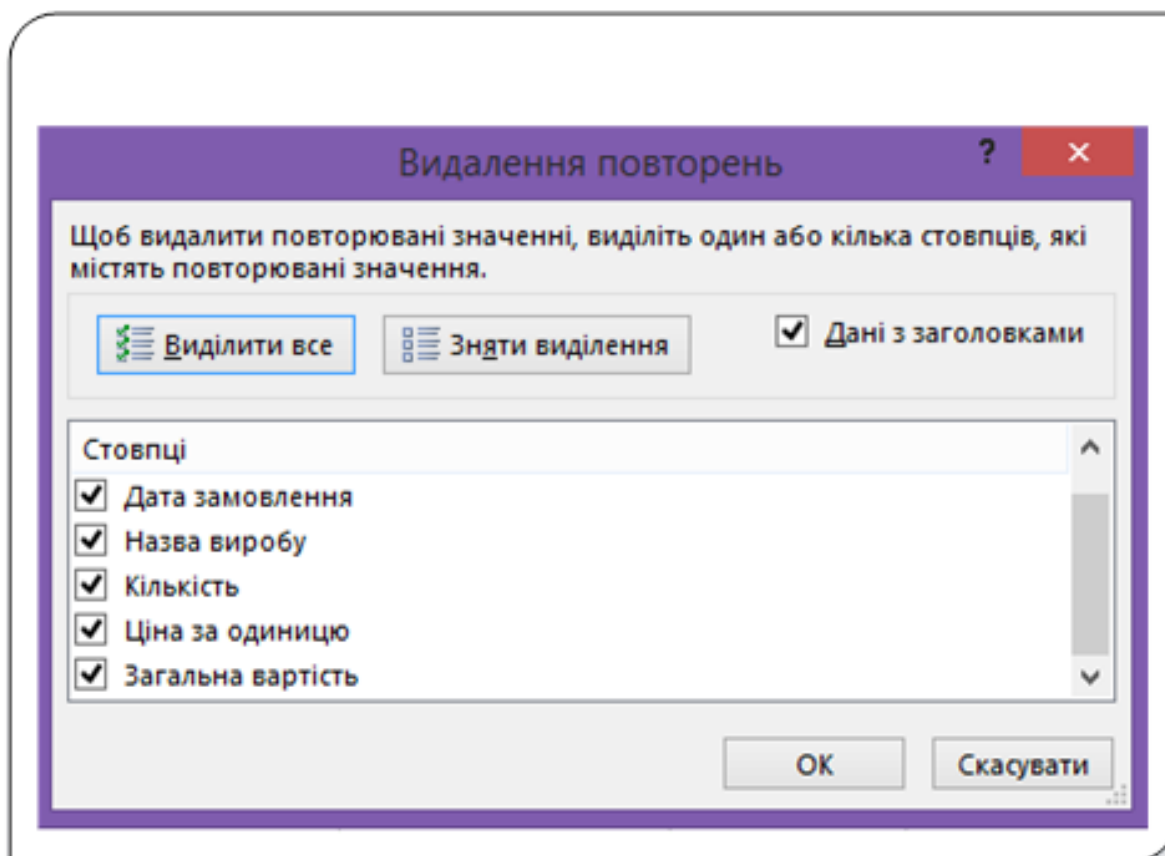 Видалення повторень
?
Щоб видалити повторювані значенні, виділіть один або кілька стовпців, які
містять повторювані значення.
Виділити все
Зняти виділення
Дані з заголовками
Стовпці
Дата замовлення
Назва виробу
Кількість
Ціна за одиницю
Загальна вартість
ОК
Скасувати